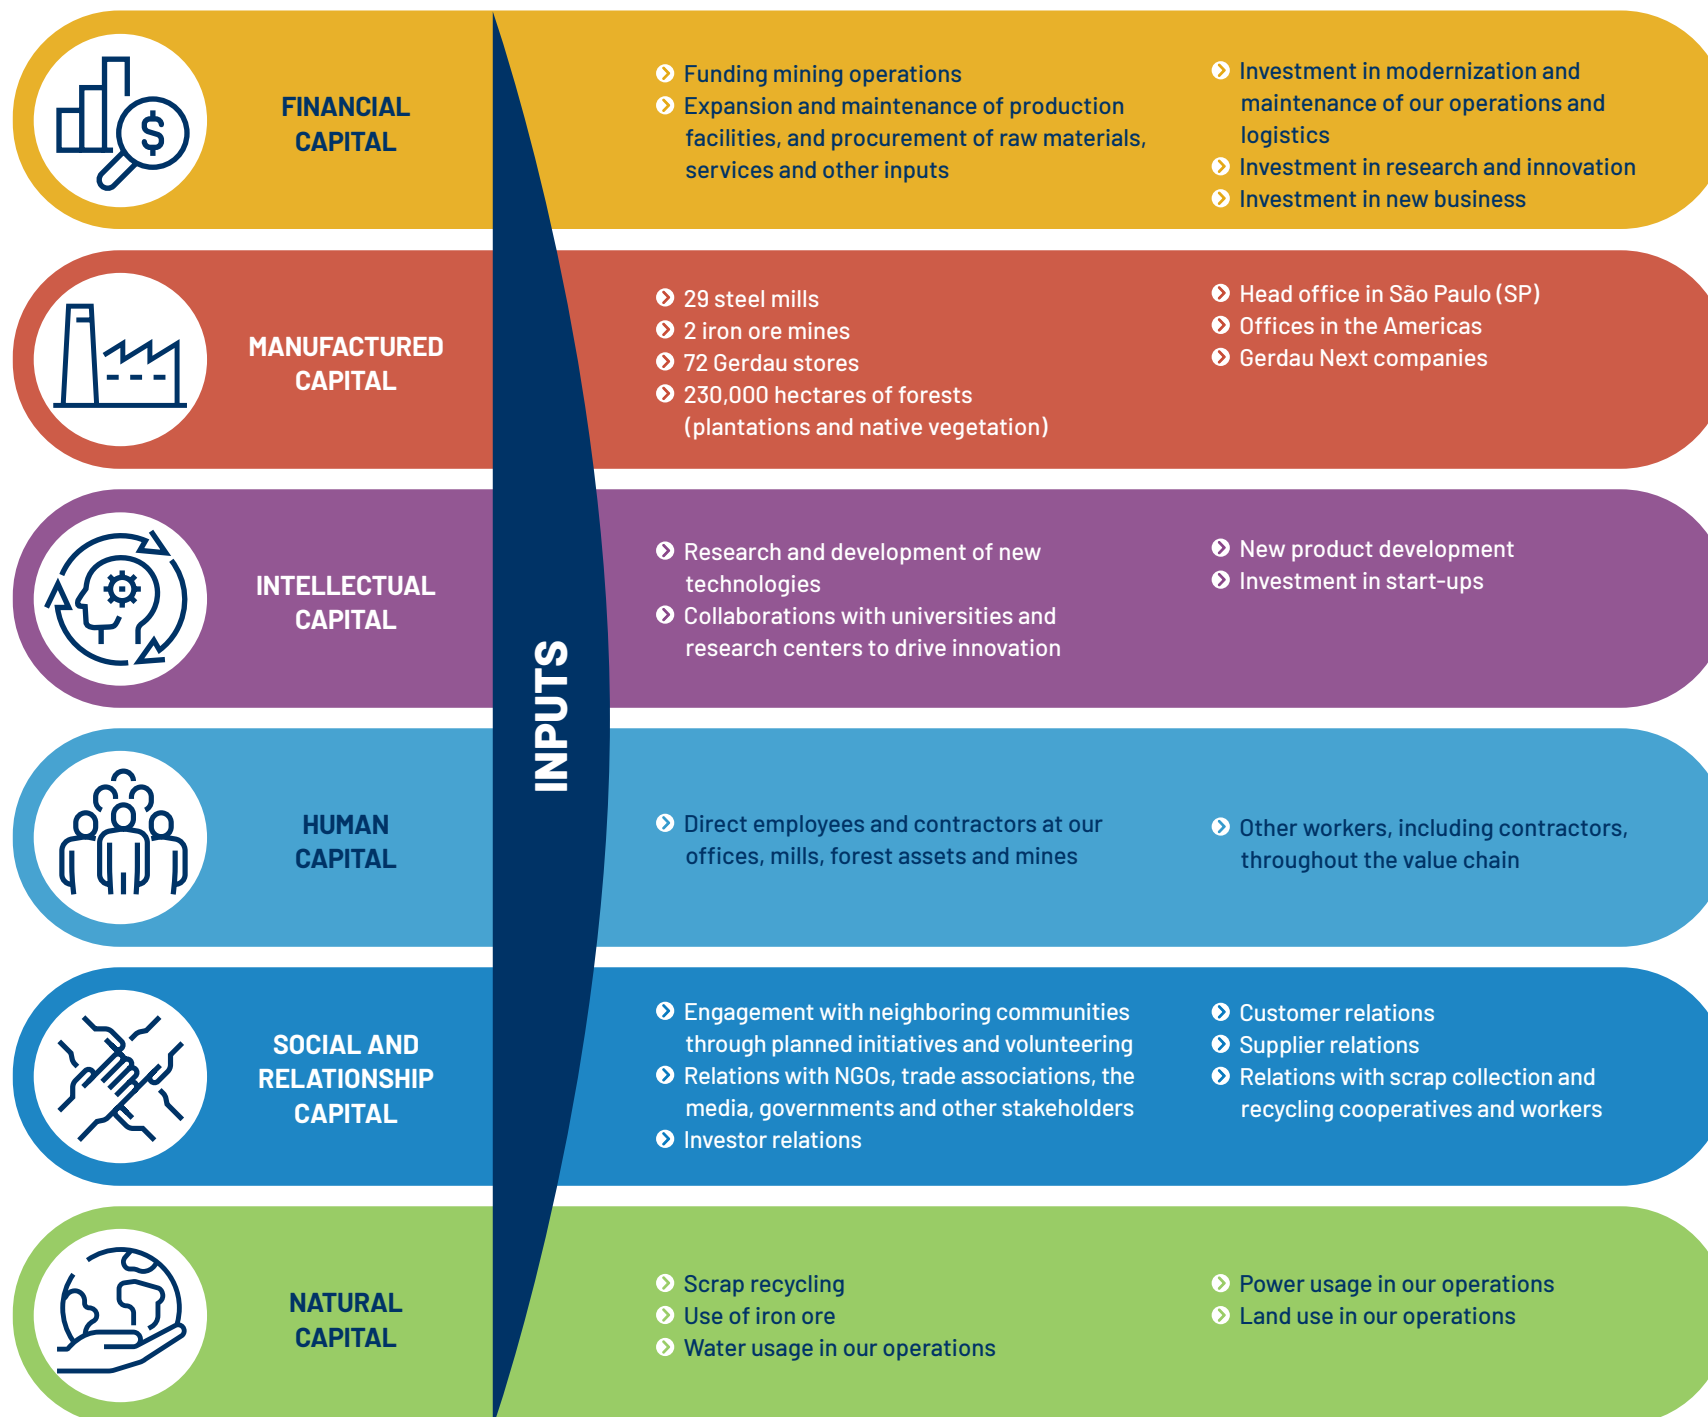 FINANCIAL
CAPITAL
Funding mining operations
Expansion and maintenance of production
facilities, and procurement of raw materials,
services and other inputs
Investment in modernization and
maintenance of our operations and
logistics
Investment in research and innovation
Investment in new business
MANUFACTURED
CAPITAL
29 steel mills
2 iron ore mines
72 Gerdau stores
230,000 hectares of forests
(plantations and native vegetation)
Head office in São Paulo (SP)
Offices in the Americas
Gerdau Next companies
INTELLECTUAL
CAPITAL
Research and development of new
technologies
Collaborations with universities and
research centers to drive innovation
New product development
Investment in start-ups
INPUTS
HUMAN
CAPITAL
Direct employees and contractors at our
offices, mills, forest assets and mines
Other workers, including contractors,
throughout the value chain
SOCIAL AND
RELATIONSHIP
CAPITAL
Engagement with neighboring communities
through planned initiatives and volunteering
Relations with NGOs, trade associations, the
media, governments and other stakeholders
Investor relations
Customer relations
Supplier relations
Relations with scrap collection and
recycling cooperatives and workers
NATURAL
CAPITAL
Scrap recycling
Use of iron ore
Water usage in our operations
Power usage in our operations
Land use in our operations
$